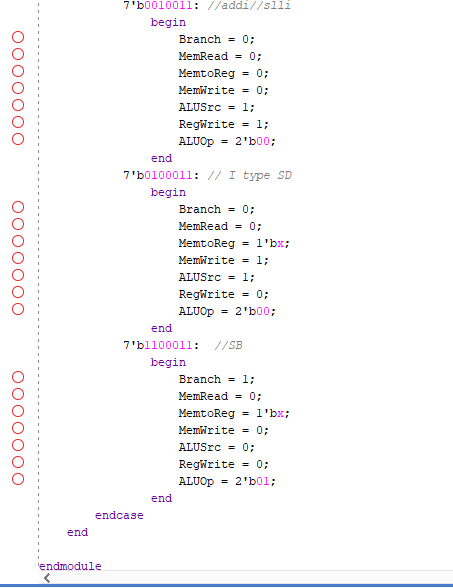 7'b0010011: //addi//slli
begin
Branch = 0;
MemRead = 0;
MemtoReg = 0;
MemWrite = 0;
ALUSrc = 1;
RegWrite = 1;
ALUOp = 2'b00;
end
7'b0100011: // I type SD
begin
Branch = 0;
MemRead = 0;
MemtoReg = 1'bx;
MemWrite = 1;
ALUSrc = 1;
RegWrite = 0;
ALUOp = 2'b00;
end
7'b1100011:  //SB
begin
Branch = 1;
MemRead = 0;
MemtoReg = 1'bx;
MemWrite = 0;
ALUSrc = 0;
RegWrite = 0;
ALUOp = 2'b01;
end
endcase
end
endmodule